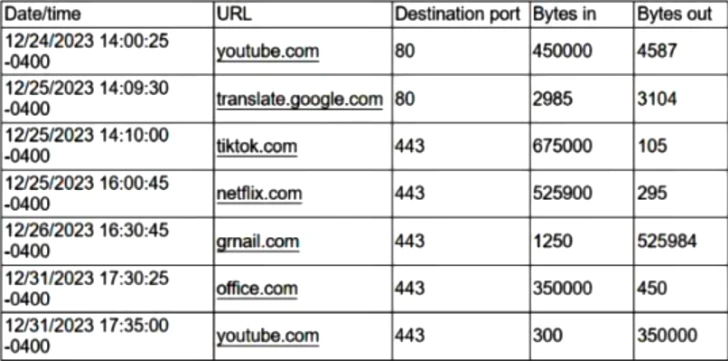 Date/time URL Destination port Bytes in Bytes out
12/24/2023 14:00:25
-0400 youtube.com 80 450000 4587
12/25/2023 14:09:30
-0400 translate.google.com 80 2985 3104
12/25/2023 14:10:00
-0400 tiktok.com 443 675000 105
12/25/2023 16:00:45
-0400 netflix.com 443 525900 295
12/26/2023 16:30:45
-0400 grnail.com 443 1250 525984
12/31/2023 17:30:25
-0400 office.com 443 350000 450
12/31/2023 17:35:00
-0400 youtube.com 443 300 350000